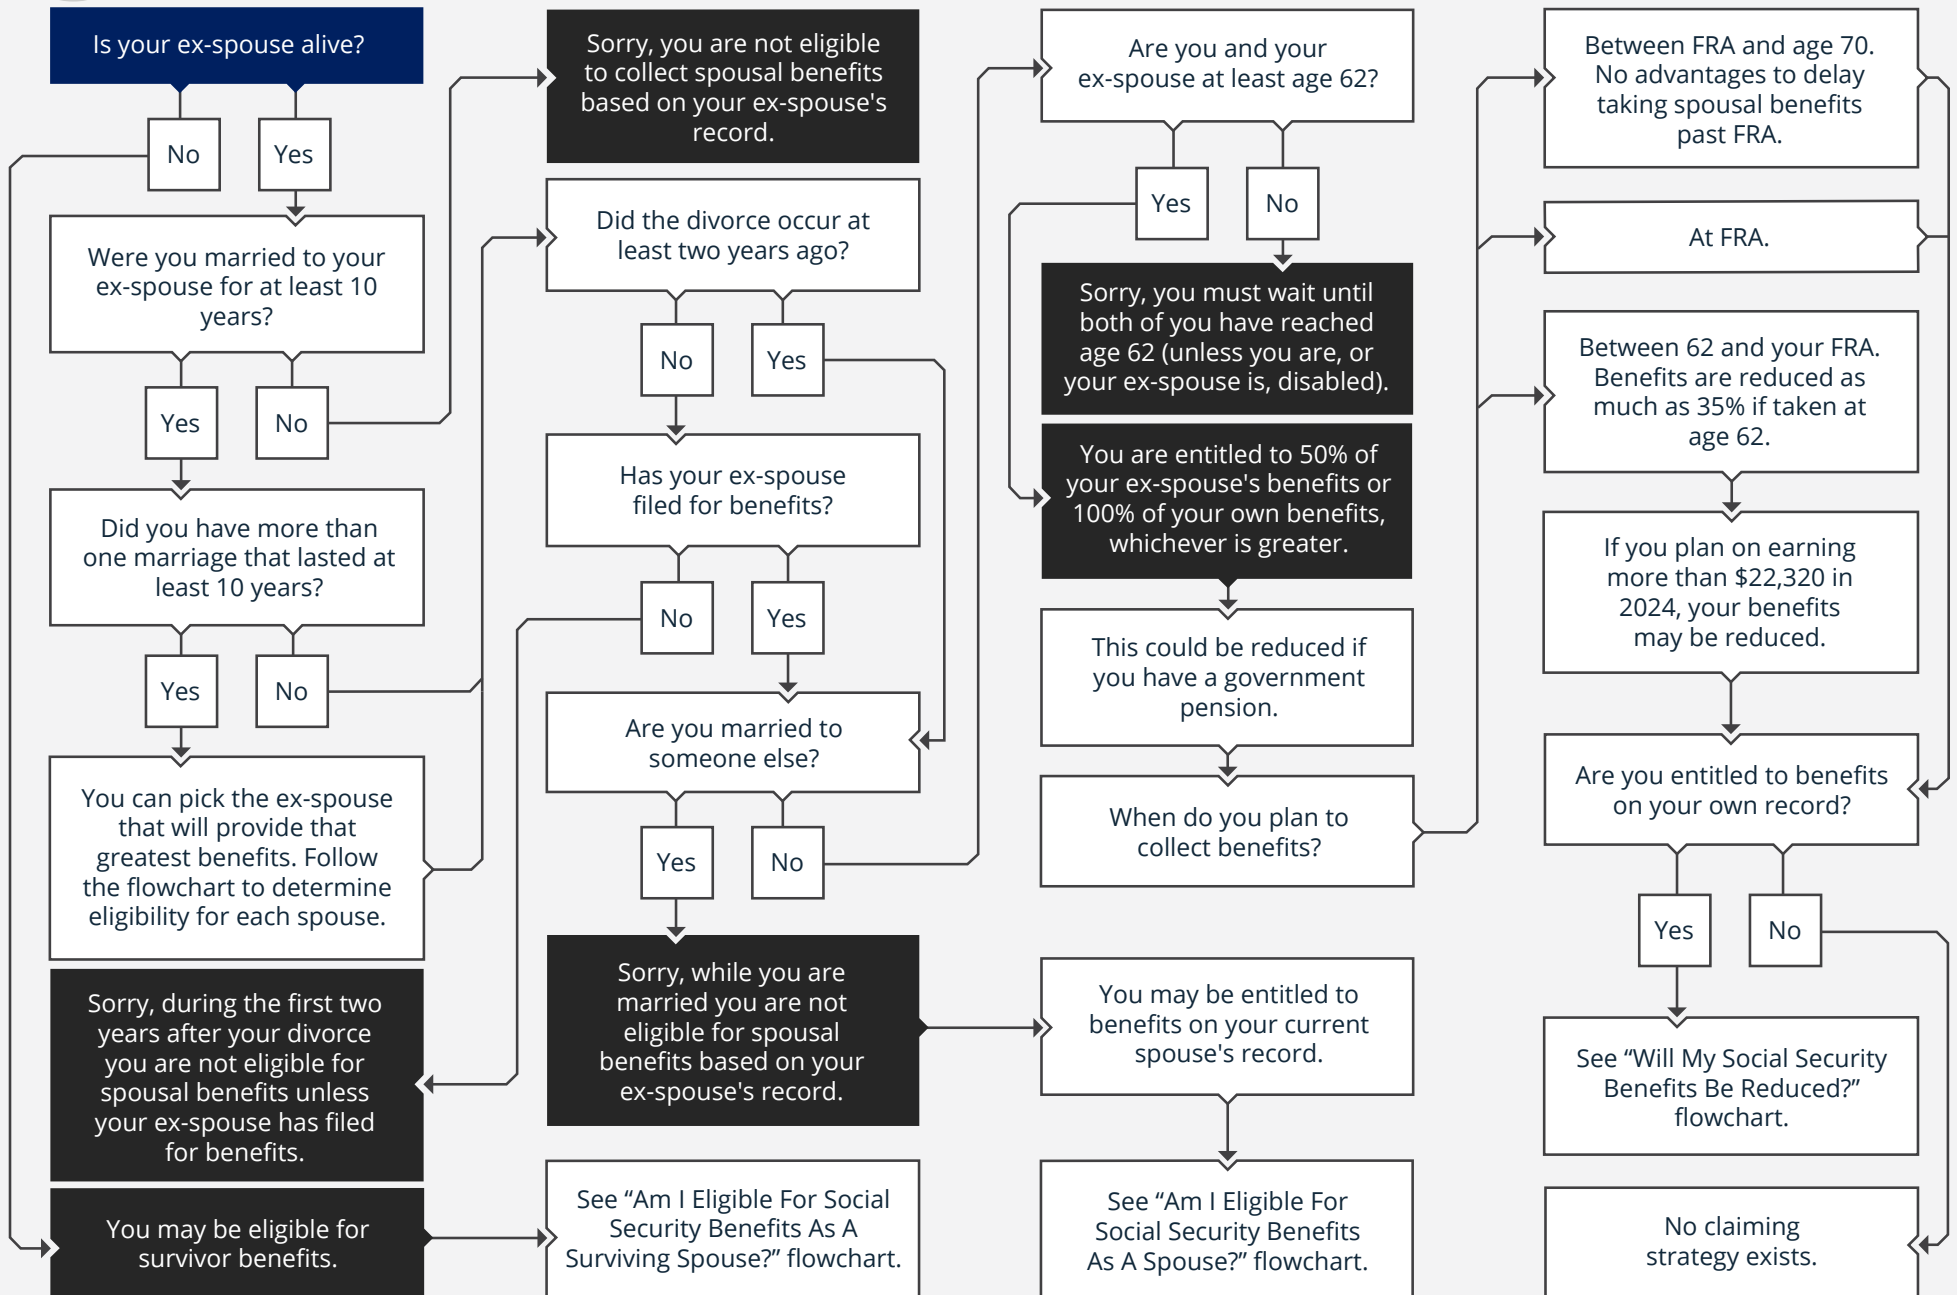 Is your ex-spouse alive?
No
Yes
Were you married to your
ex-spouse for at least 10
years?
Yes
No
Did you have more than
one marriage that lasted at
least 10 years?
Yes
No
You can pick the ex-spouse
that will provide that
greatest benefits. Follow
the flowchart to determine
eligibility for each spouse.
Sorry, during the first two
years after your divorce
you are not eligible for
spousal benefits unless
your ex-spouse has filed
for benefits.
You may be eligible for
survivor benefits.
Sorry, you are not eligible
to collect spousal benefits
based on your ex-spouse's
record.
Did the divorce occur at
least two years ago?
No
Yes
Has your ex-spouse
filed for benefits?
No
Yes
Are you married to
someone else?
Yes
No
Sorry, while you are
married you are not
eligible for spousal
benefits based on your
ex-spouse's record.
See “Am I Eligible For Social
Security Benefits As A
Surviving Spouse?” flowchart.
Are you and your
ex-spouse at least age 62?
Yes
No
Sorry, you must wait until
both of you have reached
age 62 (unless you are, or
your ex-spouse is, disabled).
You are entitled to 50% of
your ex-spouse's benefits or
100% of your own benefits,
whichever is greater.
This could be reduced if
you have a government
pension.
When do you plan to
collect benefits?
You may be entitled to
benefits on your current
spouse's record.
See “Am I Eligible For
Social Security Benefits
As A Spouse?” flowchart.
Between FRA and age 70.
No advantages to delay
taking spousal benefits
past FRA.
At FRA.
Between 62 and your FRA.
Benefits are reduced as
much as 35% if taken at
age 62.
If you plan on earning
more than $22,320 in
2024, your benefits
may be reduced.
Are you entitled to benefits
on your own record?
Yes
No
See “Will My Social Security
Benefits Be Reduced?”
flowchart.
No claiming
strategy exists.